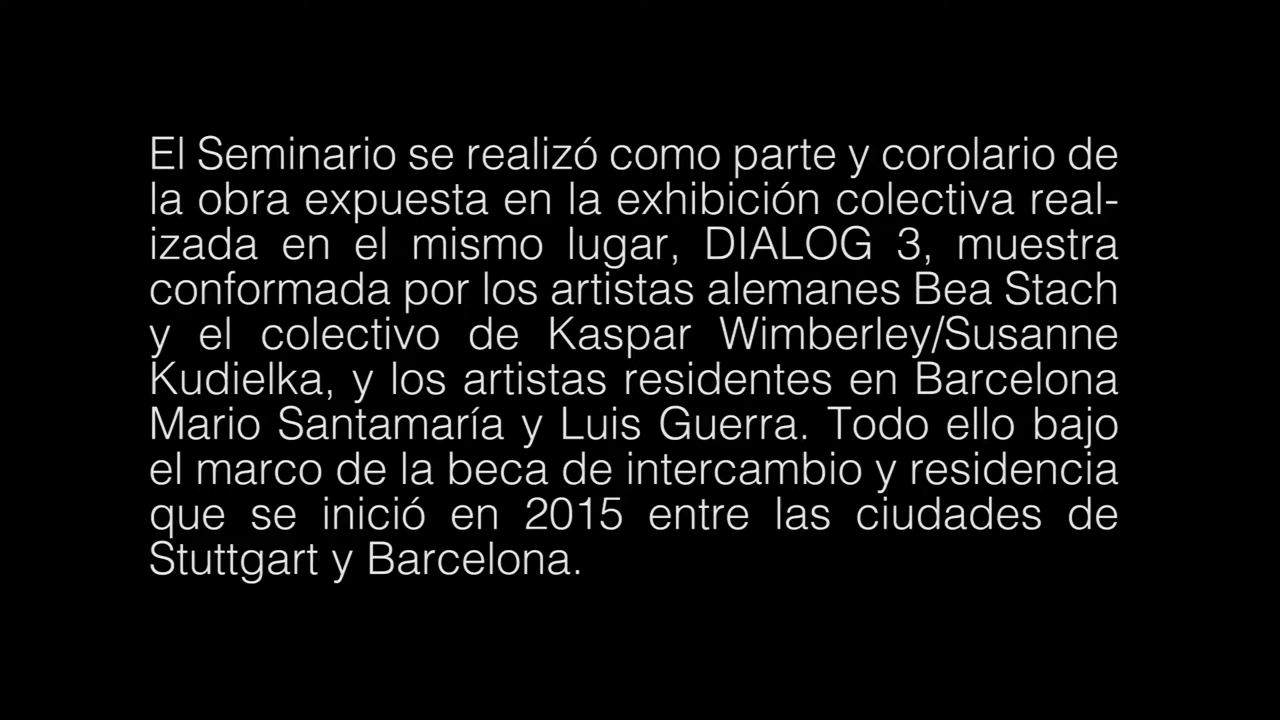 El Seminario se realizó como parte y corolario de
la obra expuesta en la exhibición colectiva real-
izada en el mismo lugar, DIALOG 3, muestra
conformada por los artistas alemanes Bea Stach
y el colectivo de Kaspar Wimberley/Susanne
Kudielka, y los artistas residentes en Barcelona
Mario Santamaría y Luis Guerra. Todo ello bajo
el marco de la beca de intercambio y residencia
que se inició en 2015 entre las ciudades de
Stuttgart y Barcelona.